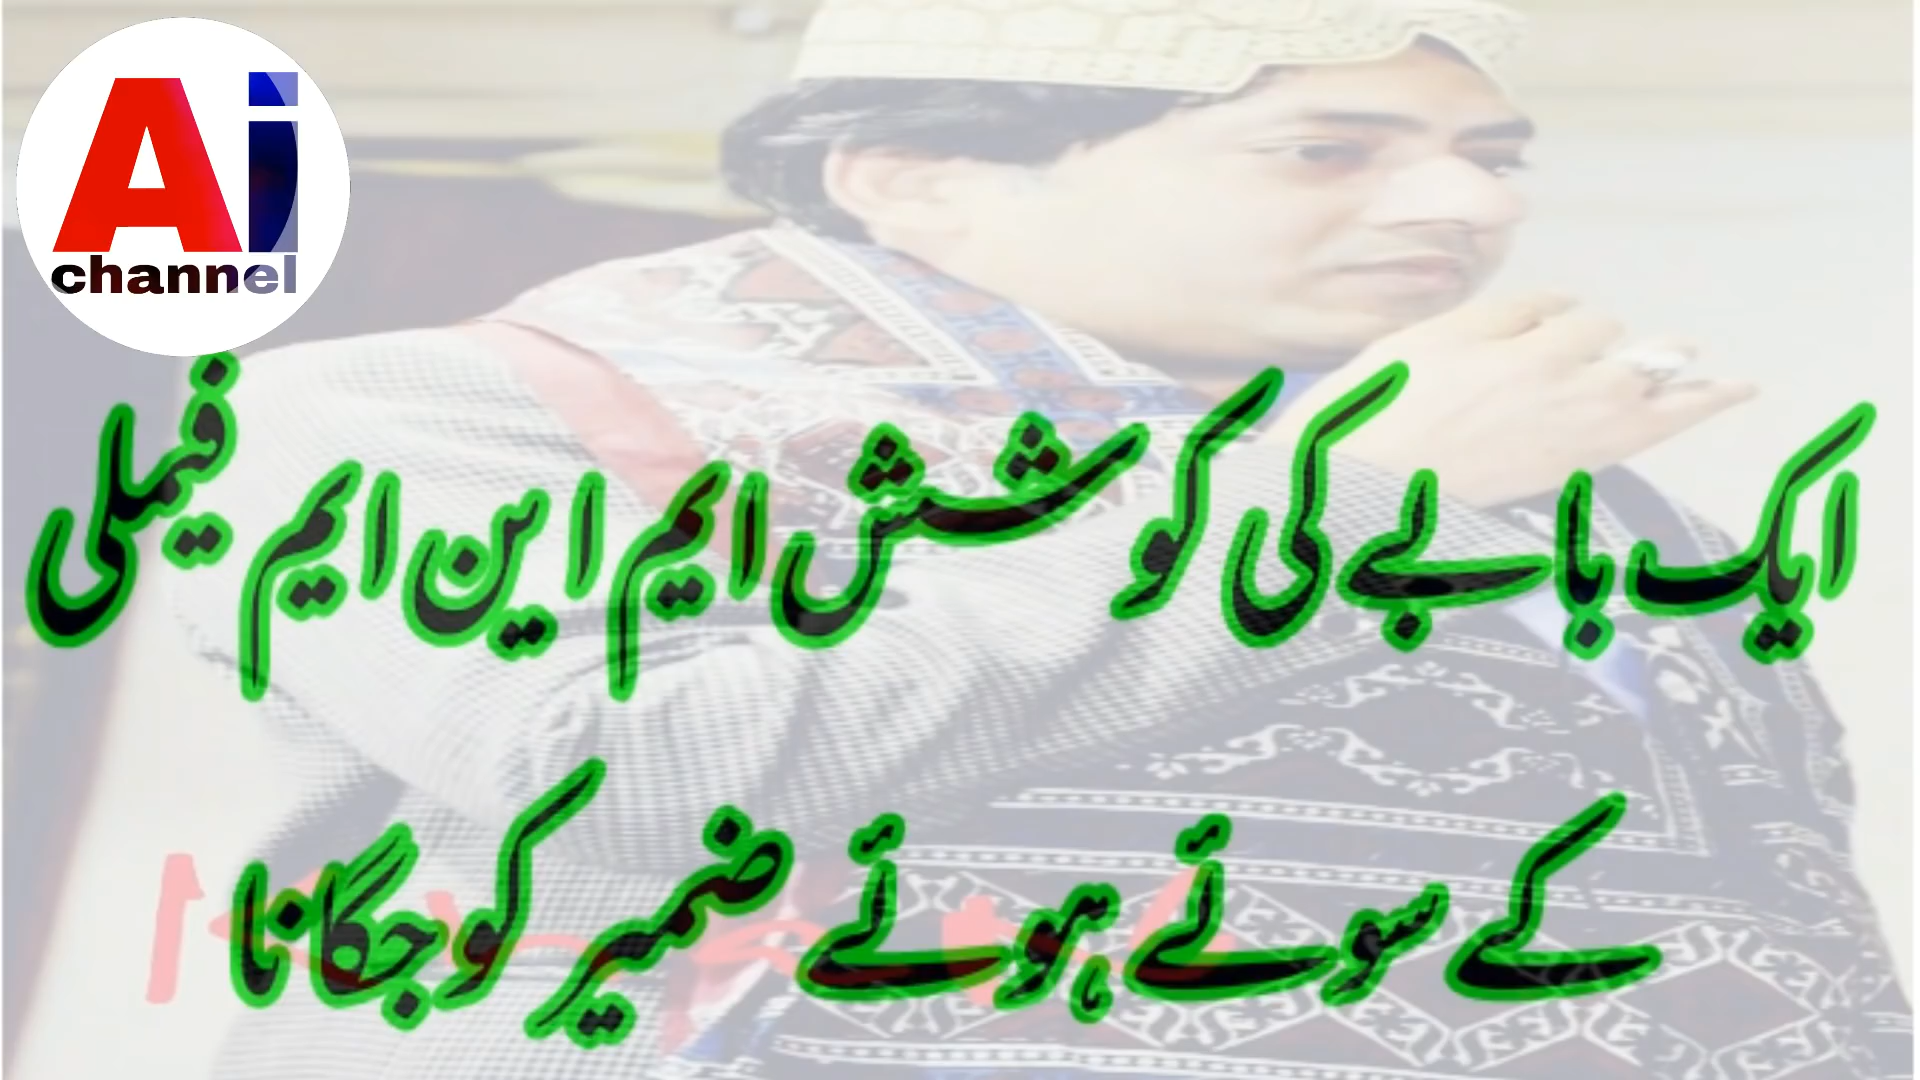 Ai
channel
ایک بابے کی کوشش ایم این ایم فیملی
کے سوئے ہوئے ضمیر کو جگانا